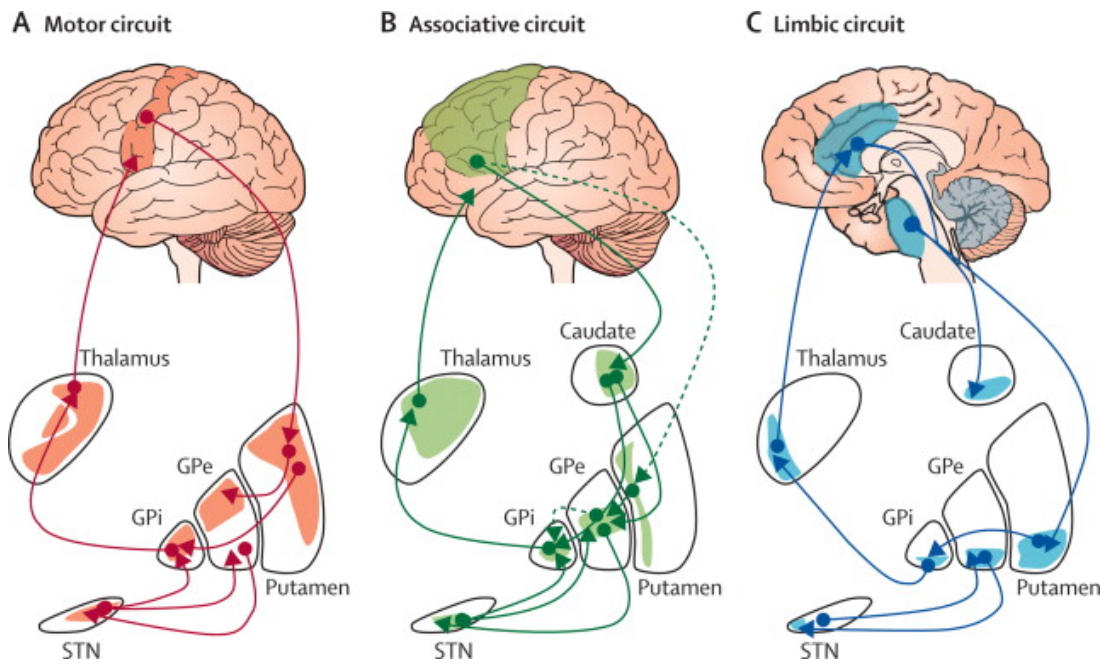 A Motor circuit
B Associative circuit
C Limbic circuit
Thalamus
GPe
GPi
Putamen
STN
Caudate
Thalamus
GPe
GPi
Putamen
STN
Caudate
Thalamus
GPe
GPi
Putamen
STN